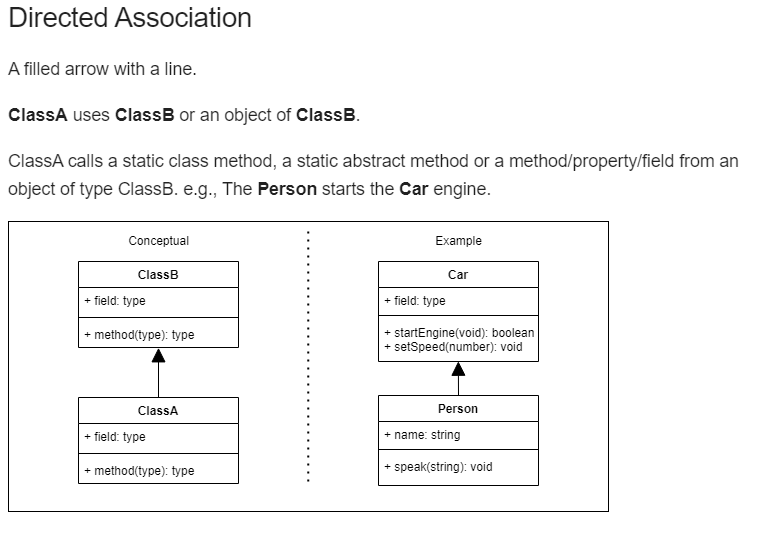 Directed Association
A filled arrow with a line.
ClassA uses ClassB or an object of ClassB.
ClassA calls a static class method, a static abstract method or a method/property/field from an
object of type ClassB. e.g., The Person starts the Car engine.
Conceptual
ClassB
+ field: type
+ method(type): type
ClassA
+ field: type
+ method(type): type
Example
Car
+ field: type
+ startEngine(void): boolean
+ setSpeed(number): void
Person
+ name: string
+ speak(string): void